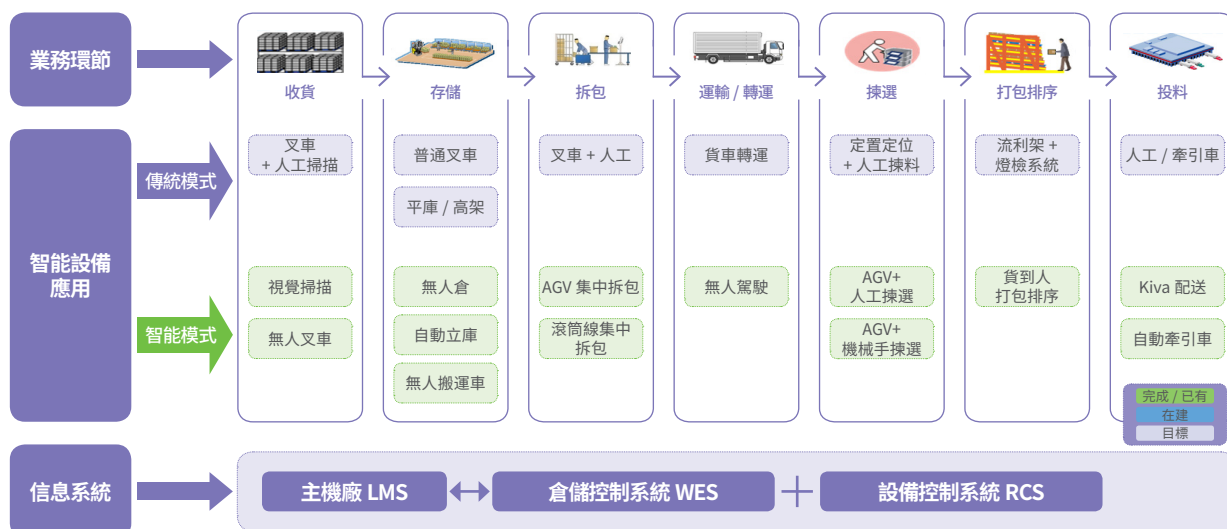 業務環節
收貨
存儲
拆包
運輸 / 轉運
揀選
打包排序
投料
智能設備
應用
傳統模式
叉車
+ 人工掃描
普通叉車
平庫 / 高架
叉車 + 人工
貨車轉運
定置定位
+ 人工揀料
流利架 +
燈檢系統
人工 / 牽引車
智能模式
視覺掃描
無人叉車
無人倉
自動立庫
無人搬運車
AGV 集中拆包
滾筒線集中
拆包
無人駕駛
AGV+
人工揀選
AGV+
機械手揀選
貨到人
打包排序
Kiva 配送
自動牽引車
完成 / 已有
在建
目標
信息系統
主機廠 LMS
倉儲控制系統 WES
設備控制系統 RCS